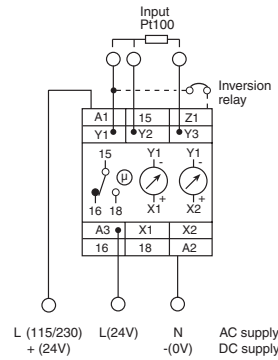 Input
Pt100
Inversion
relay
A1 15 Z1
Y1 Y2 Y3
15 μ Y1 Y1
- -
+ +
16 18 X1 X2
A3 X1 X2
16 18 A2
L (115/230) L(24V) N AC supply
+ (24V) -(0V) DC supply